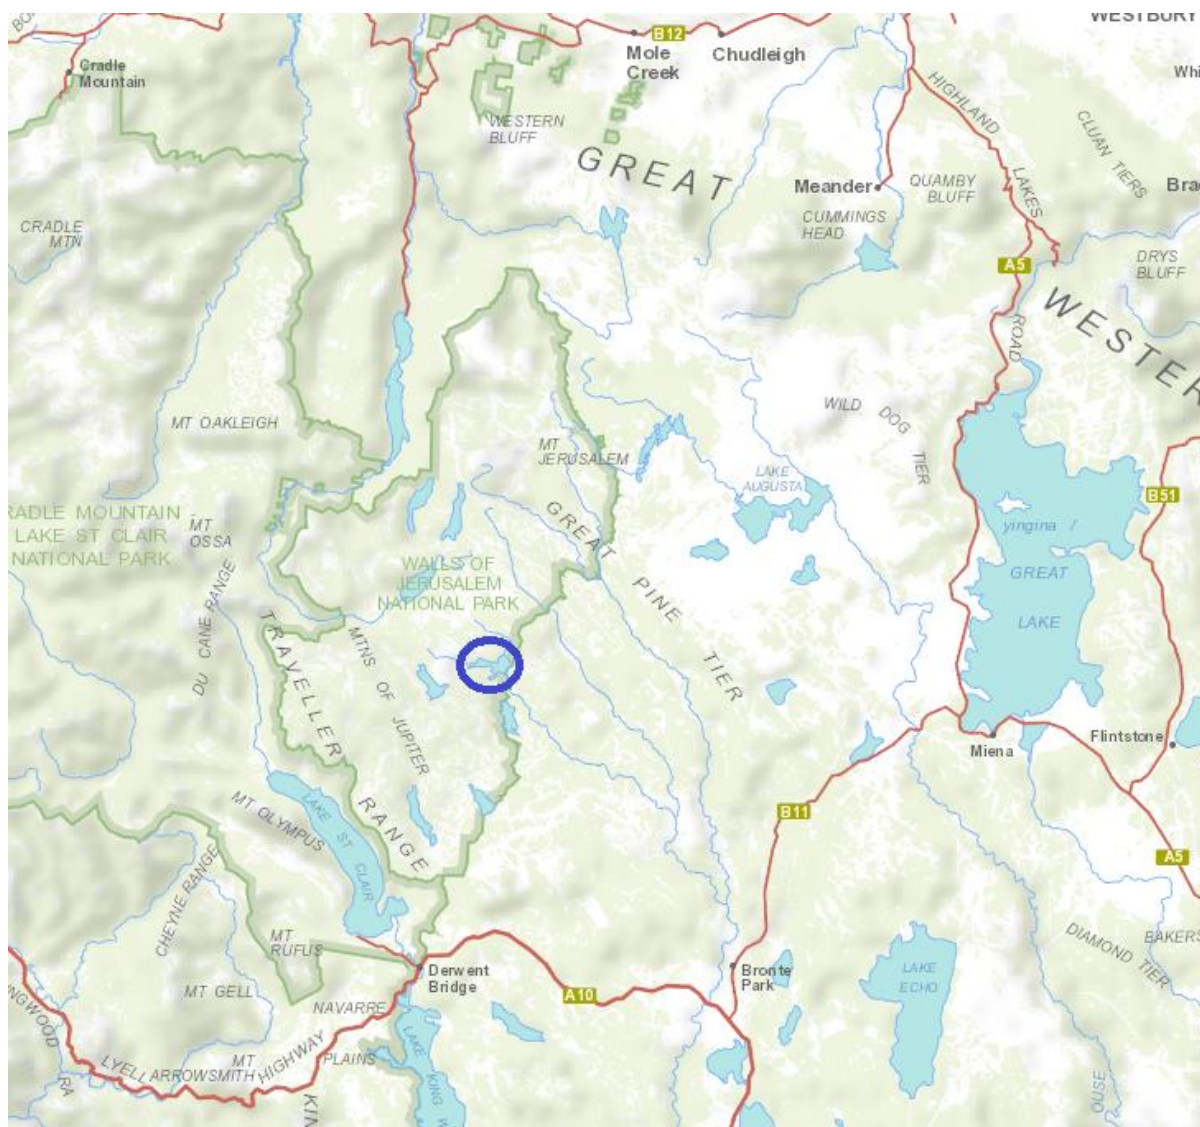 WESTBURY
B12
Mole
Creek
Chudleigh
Cradle
Mountain
Whi
HIGHLAND
LAKES
ROAD
CLUAN TIERS
WESTERN
BLUFF
GREAT
Meander
QUAMBY
BLUFF
Bra
CUMMINGS
HEAD
CRADLE
MTN
A5
DRYS
BLUFF
WESTER
MT OAKLEIGH
WILD DOG
TIER
MT
JERUSALEM
LAKE
AUGUSTA
B51
RADLE MOUNTAIN
LAKE ST CLAIR
NATIONAL PARK
MT
OSSA
GREAT
PINE
TIER
yingina /
GREAT
LAKE
WALLS OF
JERUSALEM
NATIONAL PARK
DU CANE RANGE
TRAVELLER
RANGE
MTNS OF JUPITER
Miena
Flintstone
MT OLYMPUS
LAKE ST CLAIR
B11
A5
CHEYNE RANGE
MT
RUFUS
DIAMOND TIER
BAKERS
Derwent
Bridge
Bronte
Park
LAKE
ECHO
MT GELL
NAVARRE
PLAINS
A10
NGWOOD
RA
LYELL
HIGHWAY
MT
ARROWSMITH
LAKE KING W
KIN
OUSE